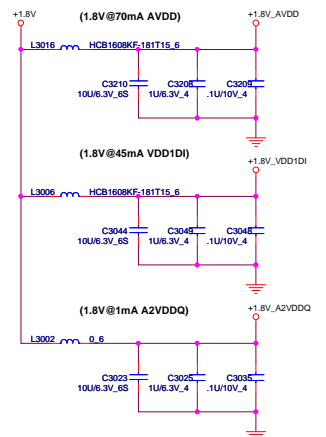 +1.8V
(1.8V@70mA AVDD)
+1.8V_AVDD
L3016
HCB1608KF-181T15_6
C3210
10U/6.3V_6S
C3208
1U/6.3V_4
C3209
.1U/10V_4
(1.8V@45mA VDD1DI)
+1.8V_VDD1DI
L3006
HCB1608KF-181T15_6
C3044
10U/6.3V_6S
C3049
1U/6.3V_4
C3048
.1U/10V_4
(1.8V@1mA A2VDDQ)
+1.8V_A2VDDQ
L3002
0_6
C3023
10U/6.3V_6S
C3025
1U/6.3V_4
C3035
.1U/10V_4